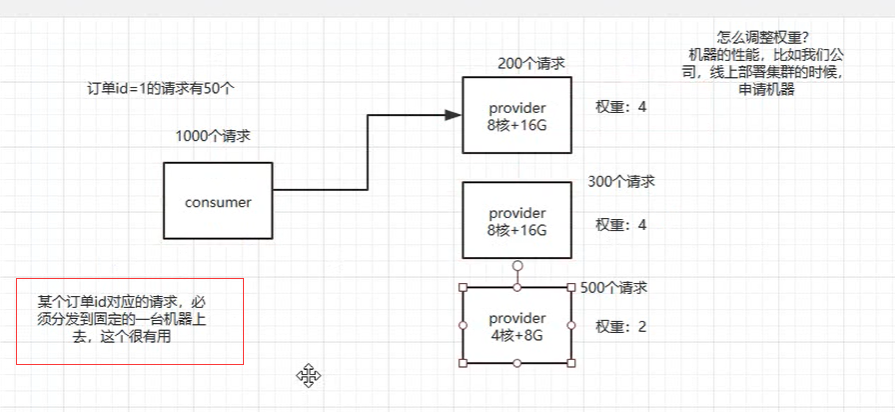 怎么调整权重？
机器的性能，比如我们公
司，线上部署集群的时候，
申请机器
200个请求
订单id=1的请求有50个
provider
8核+16G
权重：4
1000个请求
consumer
300个请求
provider
8核+16G
权重：4
500个请求
provider
4核+8G
权重：2
某个订单id对应的请求，必
须分发到固定的一台机器上
去，这个很有用